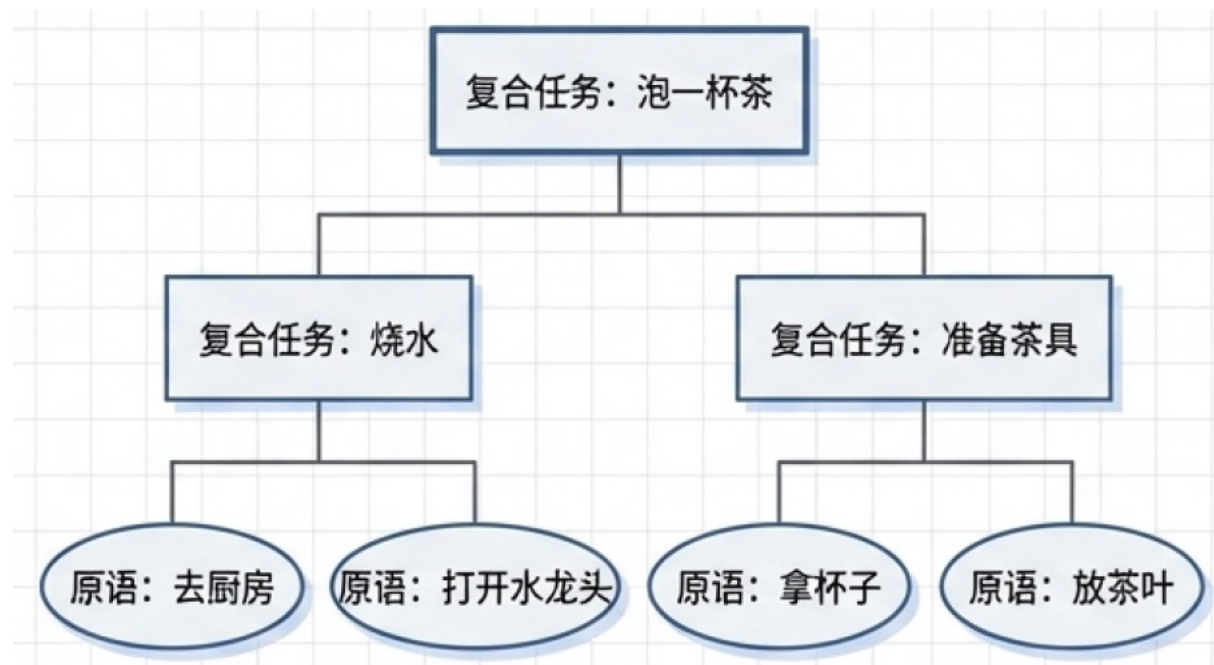 复合任务：泡一杯茶
复合任务：烧水
复合任务：准备茶具
原语：去厨房
原语：打开水龙头
原语：拿杯子
原语：放茶叶